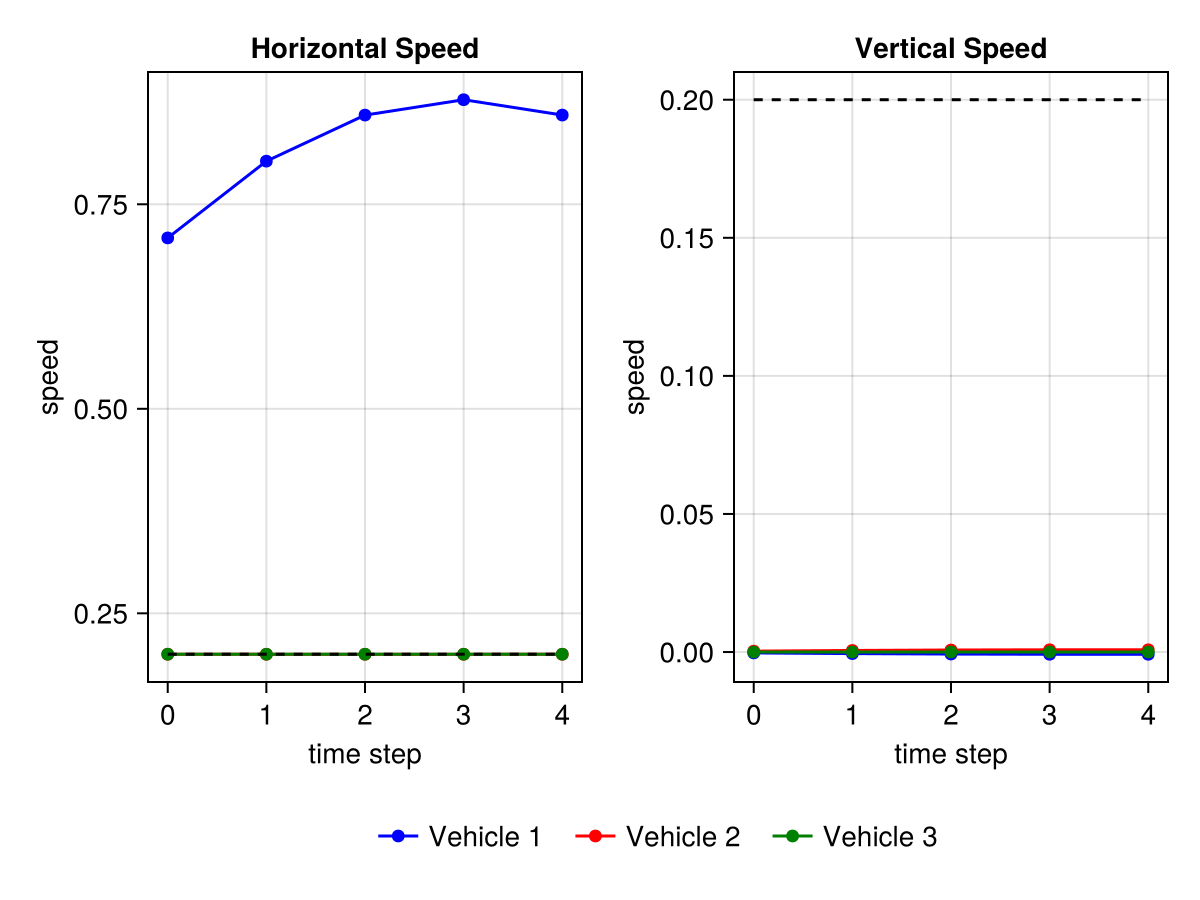 Horizontal Speed
Vertical Speed
0.75
0.50
0.25
speed
0 1 2 3 4
time step
0.20
0.15
0.10
0.05
0.00
speed
0 1 2 3 4
time step
Vehicle 1 Vehicle 2 Vehicle 3